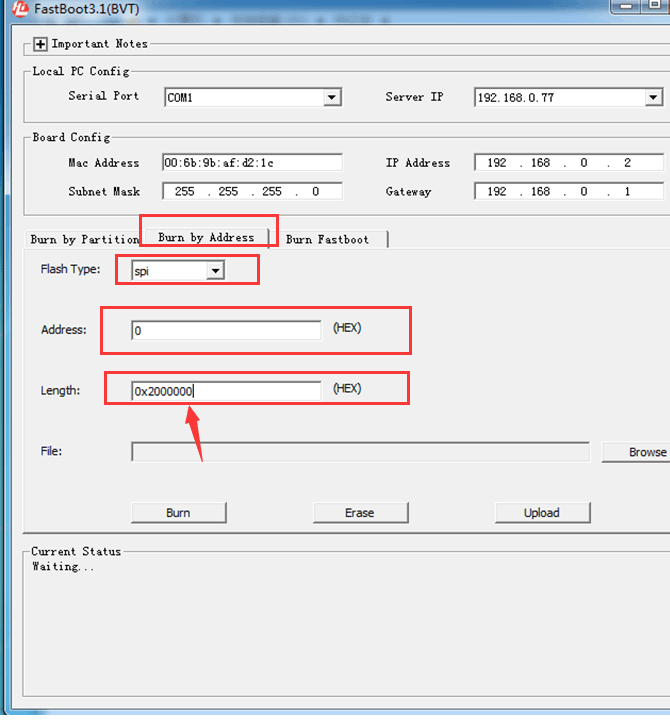 FastBoot3.1(BVT)
Important Notes
Local PC Config
Serial Port COM1 Server IP 192.168.0.77
Board Config
Mac Address 00:6b:9b:af:d2:1c IP Address 192 . 168 . 0 . 2
Subnet Mask 255 . 255 . 255 . 0 Gateway 192 . 168 . 0 . 1
Burn by Partition Burn by Address Burn Fastboot
Flash Type: spi
Address: 0 (HEX)
Length: 0x2000000 (HEX)
File: Browse
Burn Erase Upload
Current Status
Waiting...